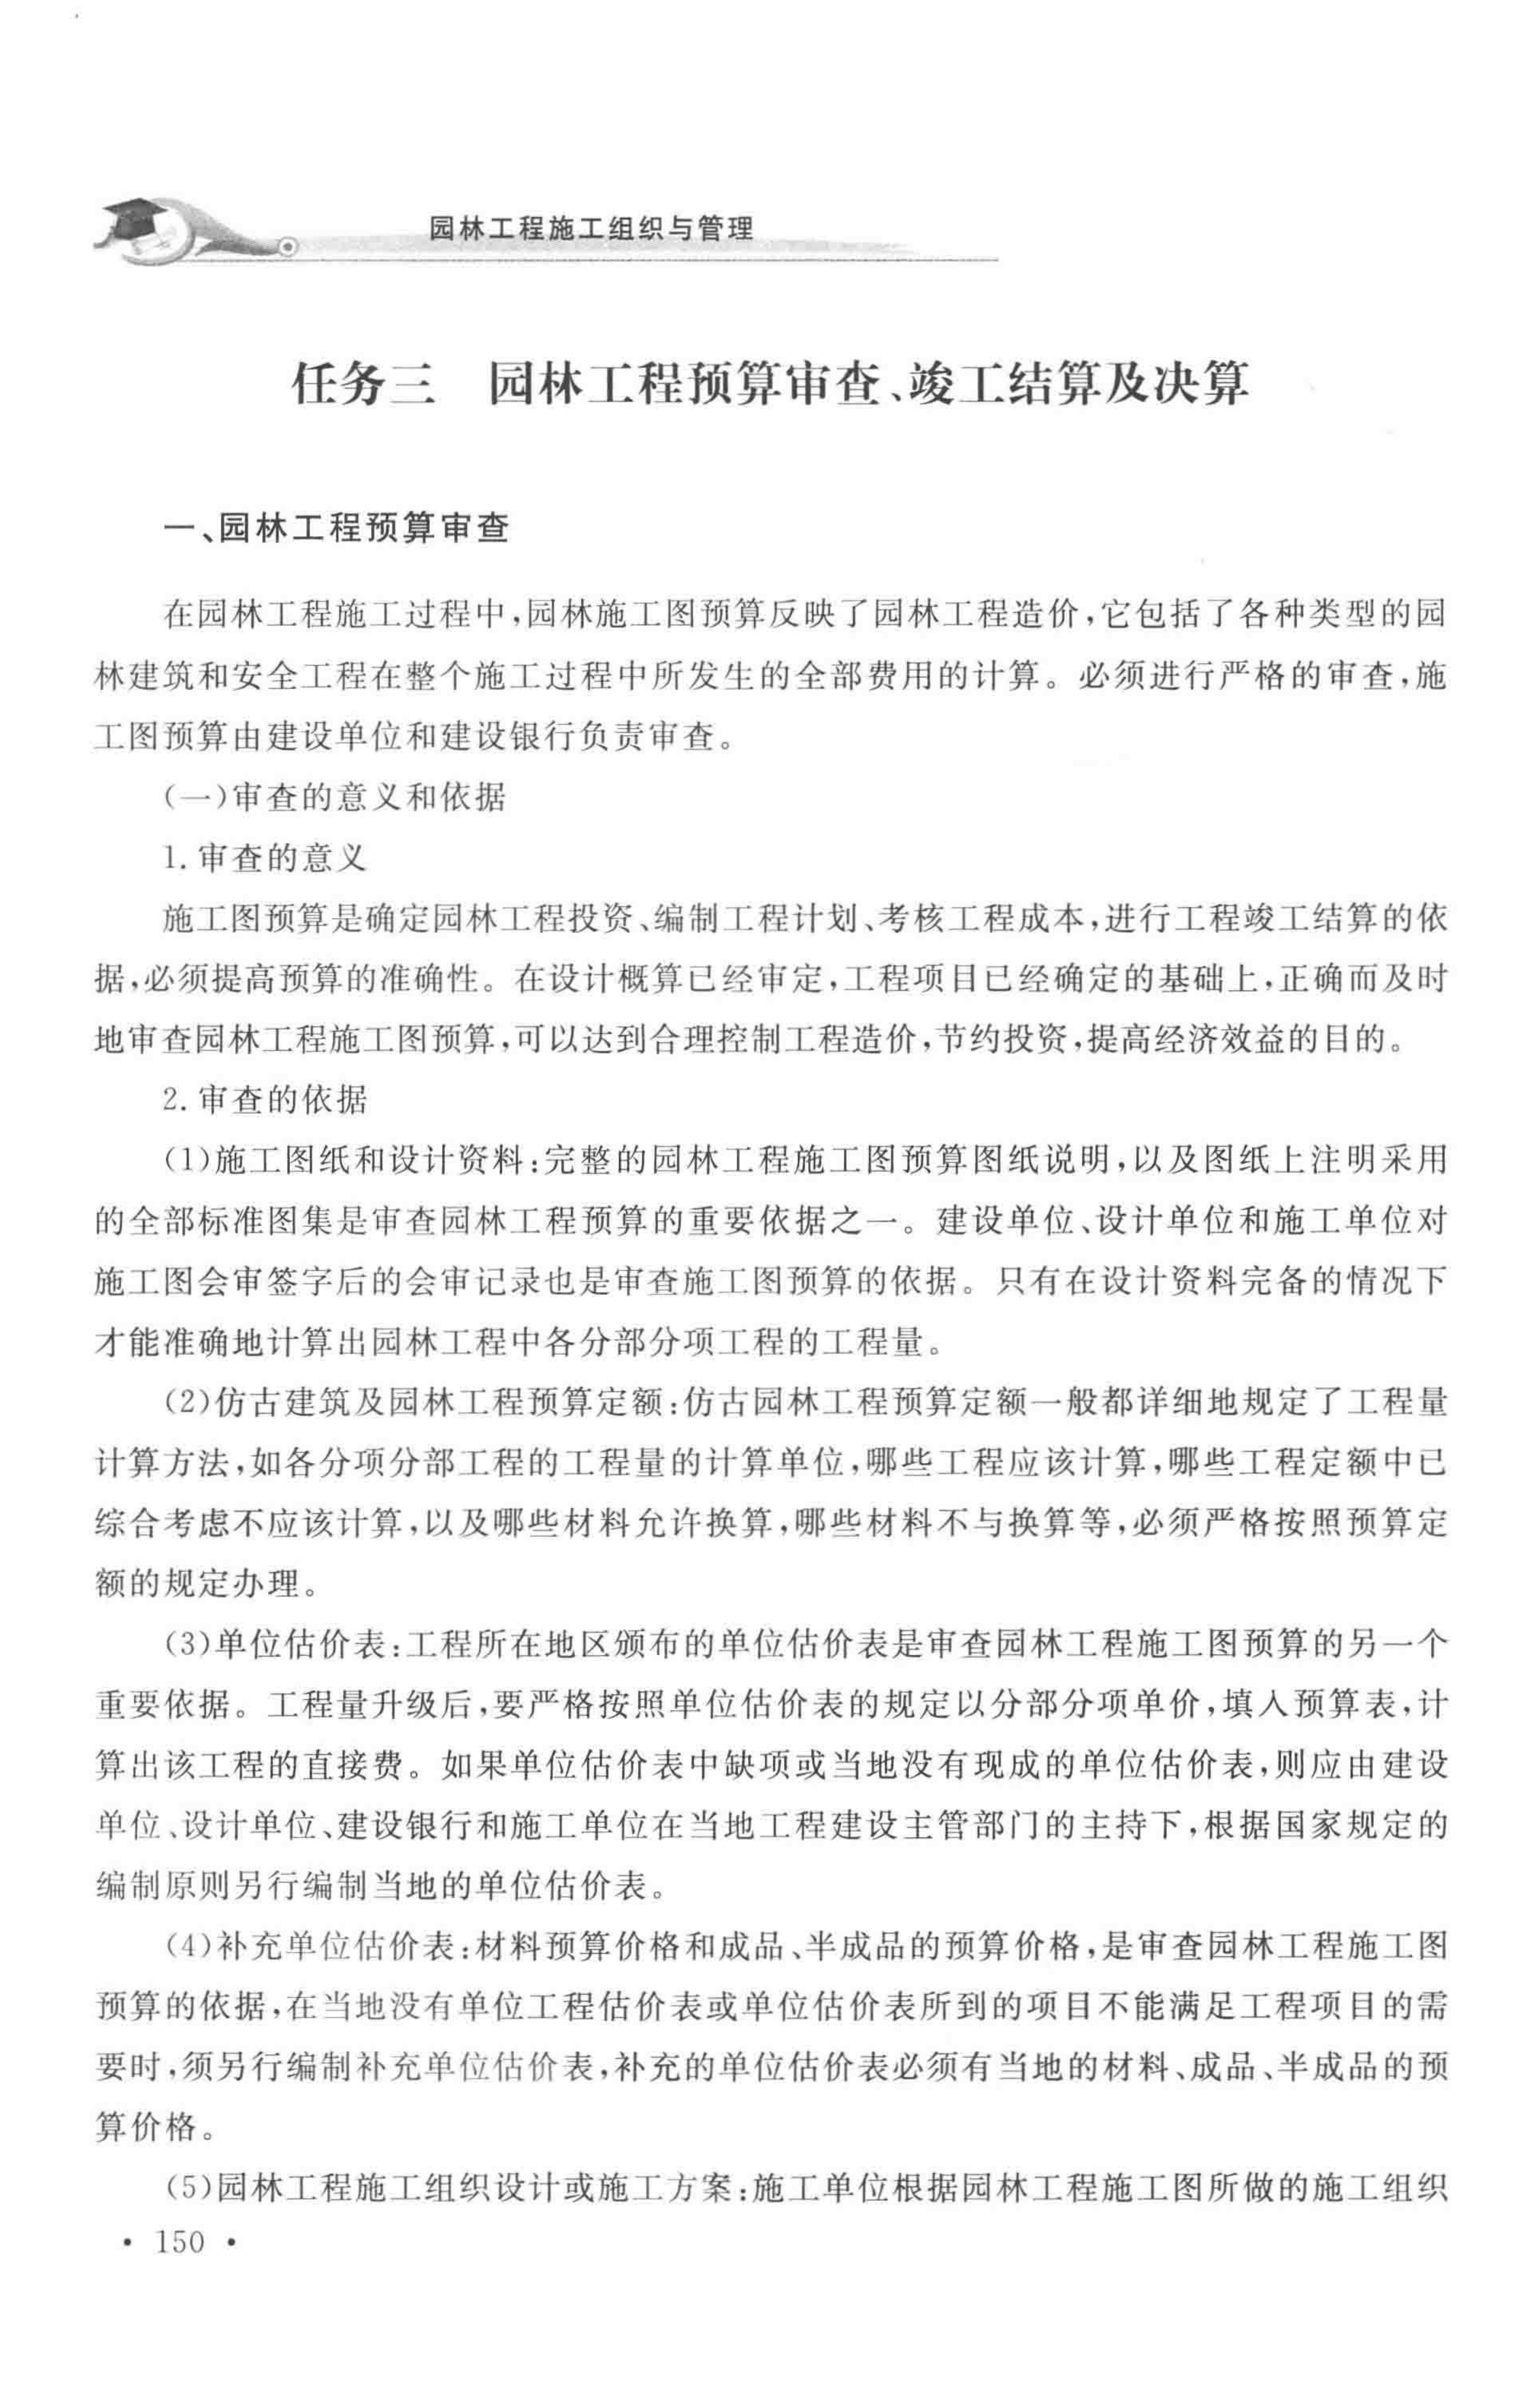 园林工程施工组织与管理
任务三 园林工程预算审查、竣工结算及决算
一、园林工程预算审查
在园林工程施工过程中,园林施工图预算反映了园林工程造价,它包括了各种类型的园
林建筑和安全工程在整个施工过程中所发生的全部费用的计算。必须进行严格的审查,施
工图预算由建设单位和建设银行负责审查。
(一)审查的意义和依据
1. 审查的意义
施工图预算是确定园林工程投资、编制工程计划、考核工程成本,进行工程竣工结算的依
据,必须提高预算的准确性。在设计概算已经审定,工程项目已经确定的基础上,正确而及时
地审查园林工程施工图预算,可以达到合理控制工程造价,节约投资,提高经济效益的目的。
2. 审查的依据
(1)施工图纸和设计资料:完整的园林工程施工图预算图纸说明,以及图纸上注明采用
的全部标准图集是审查园林工程预算的重要依据之一。建设单位、设计单位和施工单位对
施工图会审签字后的会审记录也是审查施工图预算的依据。只有在设计资料完备的情况下
才能准确地计算出园林工程中各分部分项工程的工程量。
(2)仿古建筑及园林工程预算定额:仿古园林工程预算定额一般都详细地规定了工程量
计算方法,如各分项分部工程的工程量的计算单位,哪些工程应该计算,哪些工程定额中已
综合考虑不应该计算,以及哪些材料允许换算,哪些材料不与换算等,必须严格按照预算定
额的规定办理。
(3)单位估价表:工程所在地区颁布的单位估价表是审查园林工程施工图预算的另一个
重要依据。工程量升级后,要严格按照单位估价表的规定以分部分项单价,填入预算表,计
算出该工程的直接费。如果单位估价表中缺项或当地没有现成的单位估价表,则应由建设
单位、设计单位、建设银行和施工单位在当地工程建设主管部门的主持下,根据国家规定的
编制原则另行编制当地的单位估价表。
(4)补充单位估价表:材料预算价格和成品、半成品的预算价格,是审查园林工程施工图
预算的依据,在当地没有单位工程估价表或单位估价表所到的项目不能满足工程项目的需
要时,须另行编制补充单位估价表,补充的单位估价表必须有当地的材料、成品、半成品的预
算价格。
(5)园林工程施工组织设计或施工方案:施工单位根据园林工程施工图所做的施工组织
· 150 ·